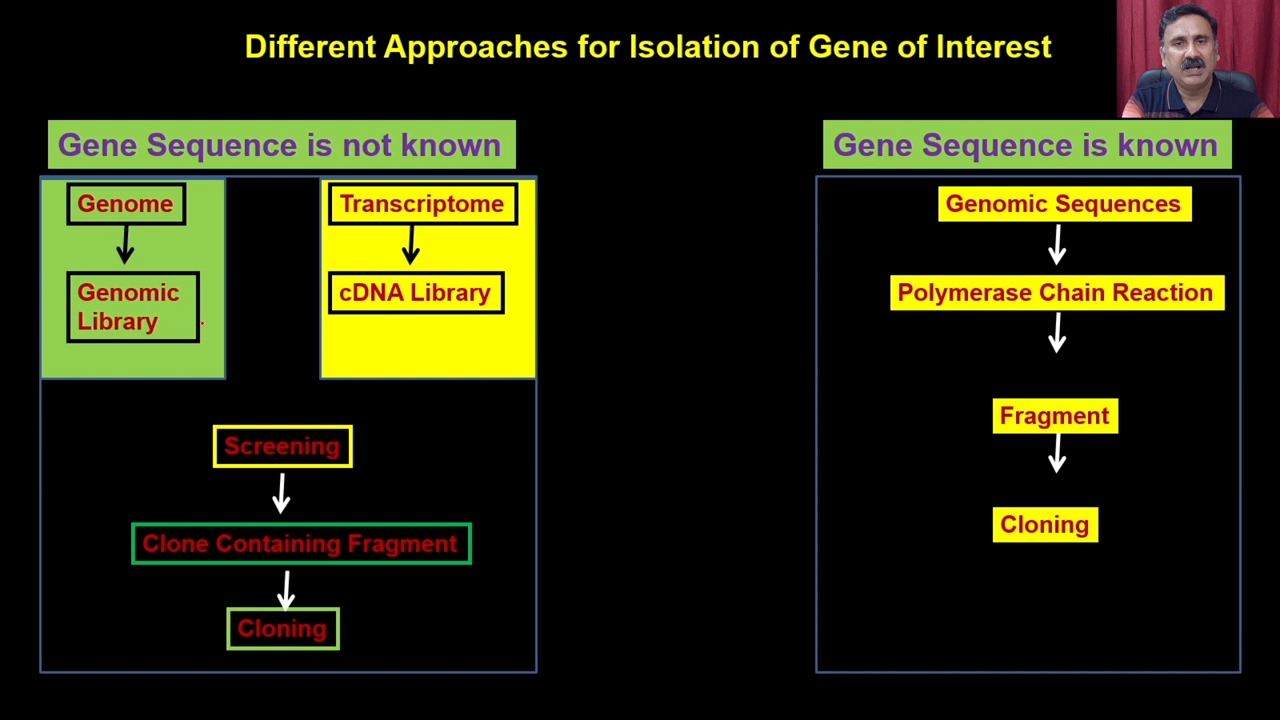 Different Approaches for Isolation of Gene of Interest
Gene Sequence is not known
Genome
Genomic
Library
Transcriptome
cDNA Library
Screening
Clone Containing Fragment
Cloning
Gene Sequence is known
Genomic Sequences
Polymerase Chain Reaction
Fragment
Cloning